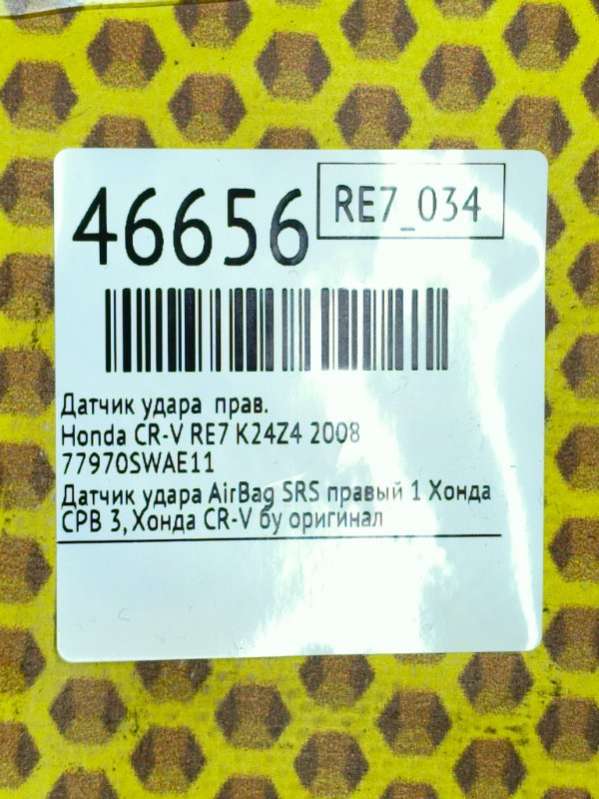 46656
RE7_034
Датчик удара прав.
Honda CR-V RE7 K24Z4 2008
77970SWAE11
Датчик удара AirBag SRS правый 1 Хонда
СРВ 3, Хонда CR-V бу оригинал